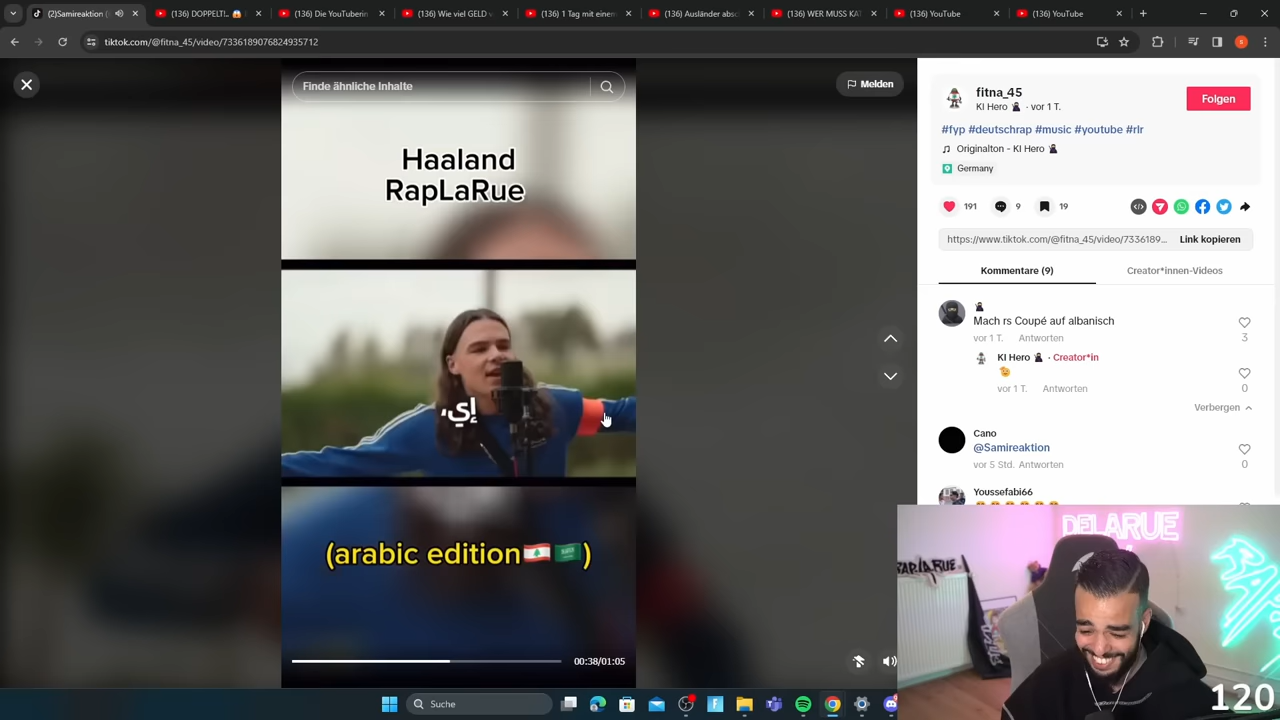 (2)Samireaktion (
(136) DOPPELT!
(136) Die YouTuberin
(136) Wie viel GELD v
(136) 1 Tag mit einem
(136) Ausländer absc
(136) WER MUSS KA
(136) YouTube
(136) YouTube
tiktok.com/@fitna_45/video/7336189076824935712
Finde ähnliche Inhalte
Melden
Haaland
RapLaRue
إي،
(arabic edition🇱🇧🇸🇦)
00:38/01:05
fitna_45
KI Hero 🥷🏿 · vor 1 T.
Folgen
#fyp #deutschrap #music #youtube #rlr
Originalton - KI Hero 🥷🏿
Germany
191
9
19
https://www.tiktok.com/@fitna_45/video/7336189...
Link kopieren
Kommentare (9)
Creator*innen-Videos
🥷🏿
Mach rs Coupé auf albanisch
vor 1 T. Antworten
3
KI Hero 🥷🏿 · Creator*in
🫡
vor 1 T. Antworten
0
Verbergen
Cano
@Samireaktion
vor 5 Std. Antworten
0
Youssefabi66
DELARUE
RAP.LA.RUE
120
Suche